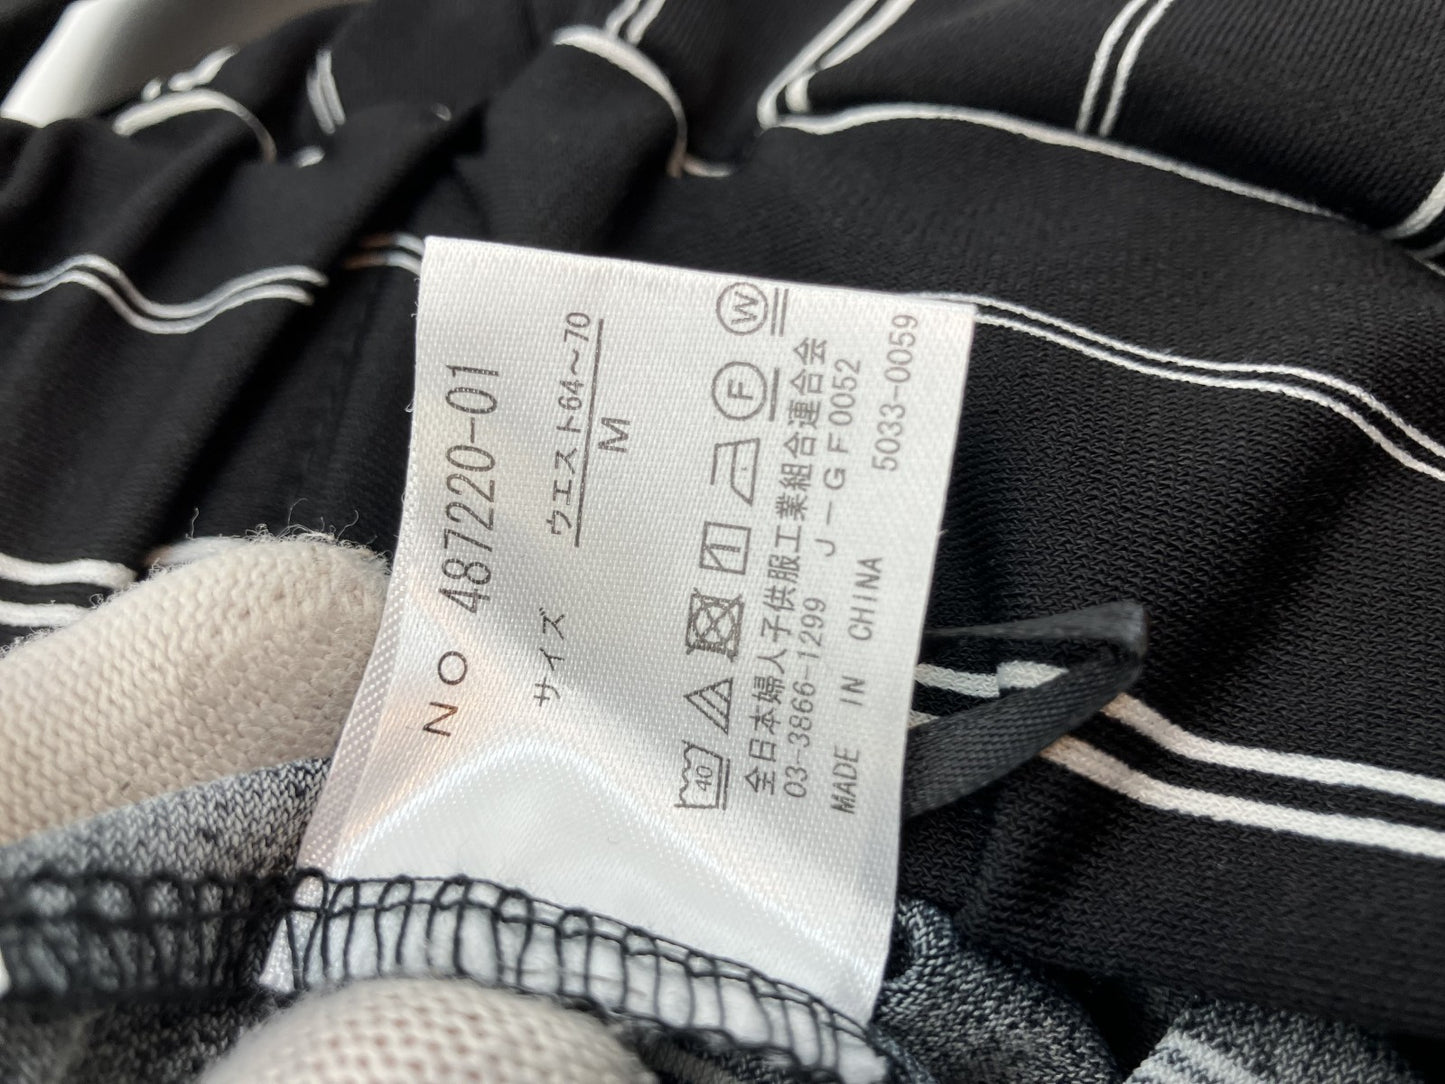 NO 487220-01
サイズ ウエスト64～70
M
40 F W
全日本婦人子供服工業組合連合会
03-3866-1299 J-GF0052
MADE IN CHINA 5033-0059